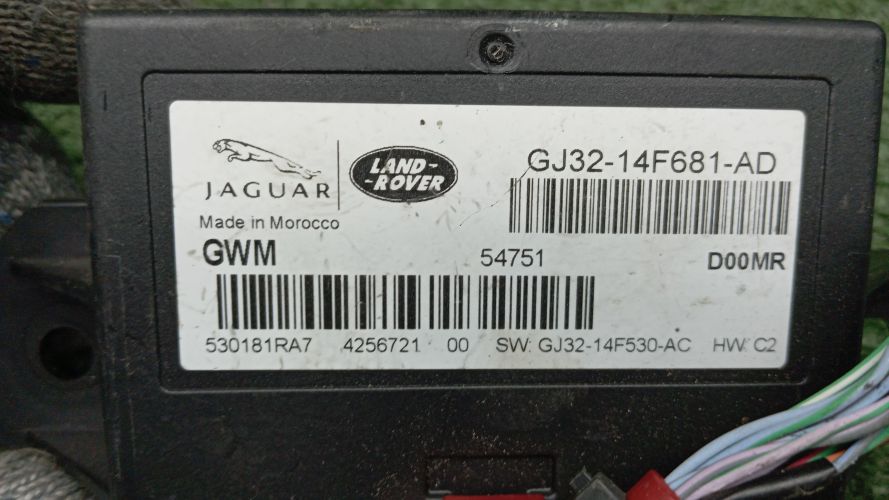 JAGUAR
LAND-
-ROVER
GJ32-14F681-AD
Made in Morocco
GWM 54751 D00MR
530181RA7 4256721 00 SW: GJ32-14F530-AC HW: C2